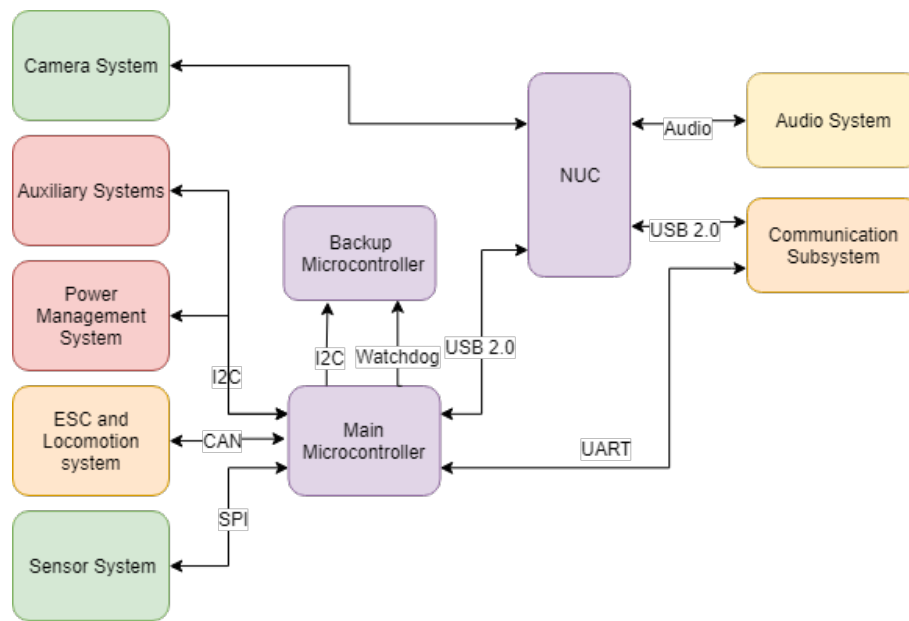 Camera System
NUC
Audio
Audio System
Auxiliary Systems
Backup
Microcontroller
USB 2.0
Communication
Subsystem
Power
Management
System
I2C
I2C
Watchdog
USB 2.0
ESC and
Locomotion
system
CAN
Main
Microcontroller
UART
SPI
Sensor System